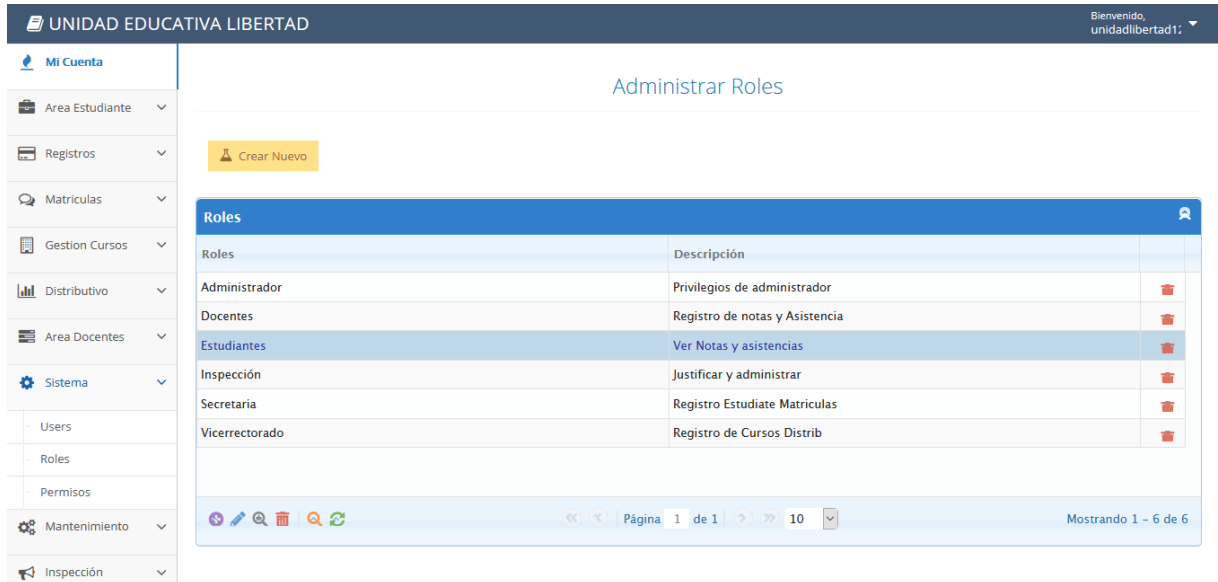 UNIDAD EDUCATIVA LIBERTAD
Bienvenido,
unidadlibertad12
Mi Cuenta
Area Estudiante
Registros
Matriculas
Gestion Cursos
Distributivo
Area Docentes
Sistema
Users
Roles
Permisos
Mantenimiento
Inspección
Administrar Roles
Crear Nuevo
Roles
Roles Descripción
Administrador Privilegios de administrador
Docentes Registro de notas y Asistencia
Estudiantes Ver Notas y asistencias
Inspección Justificar y administrar
Secretaria Registro Estudiate Matriculas
Vicerrectorado Registro de Cursos Distrib
Página 1 de 1 10 Mostrando 1 - 6 de 6